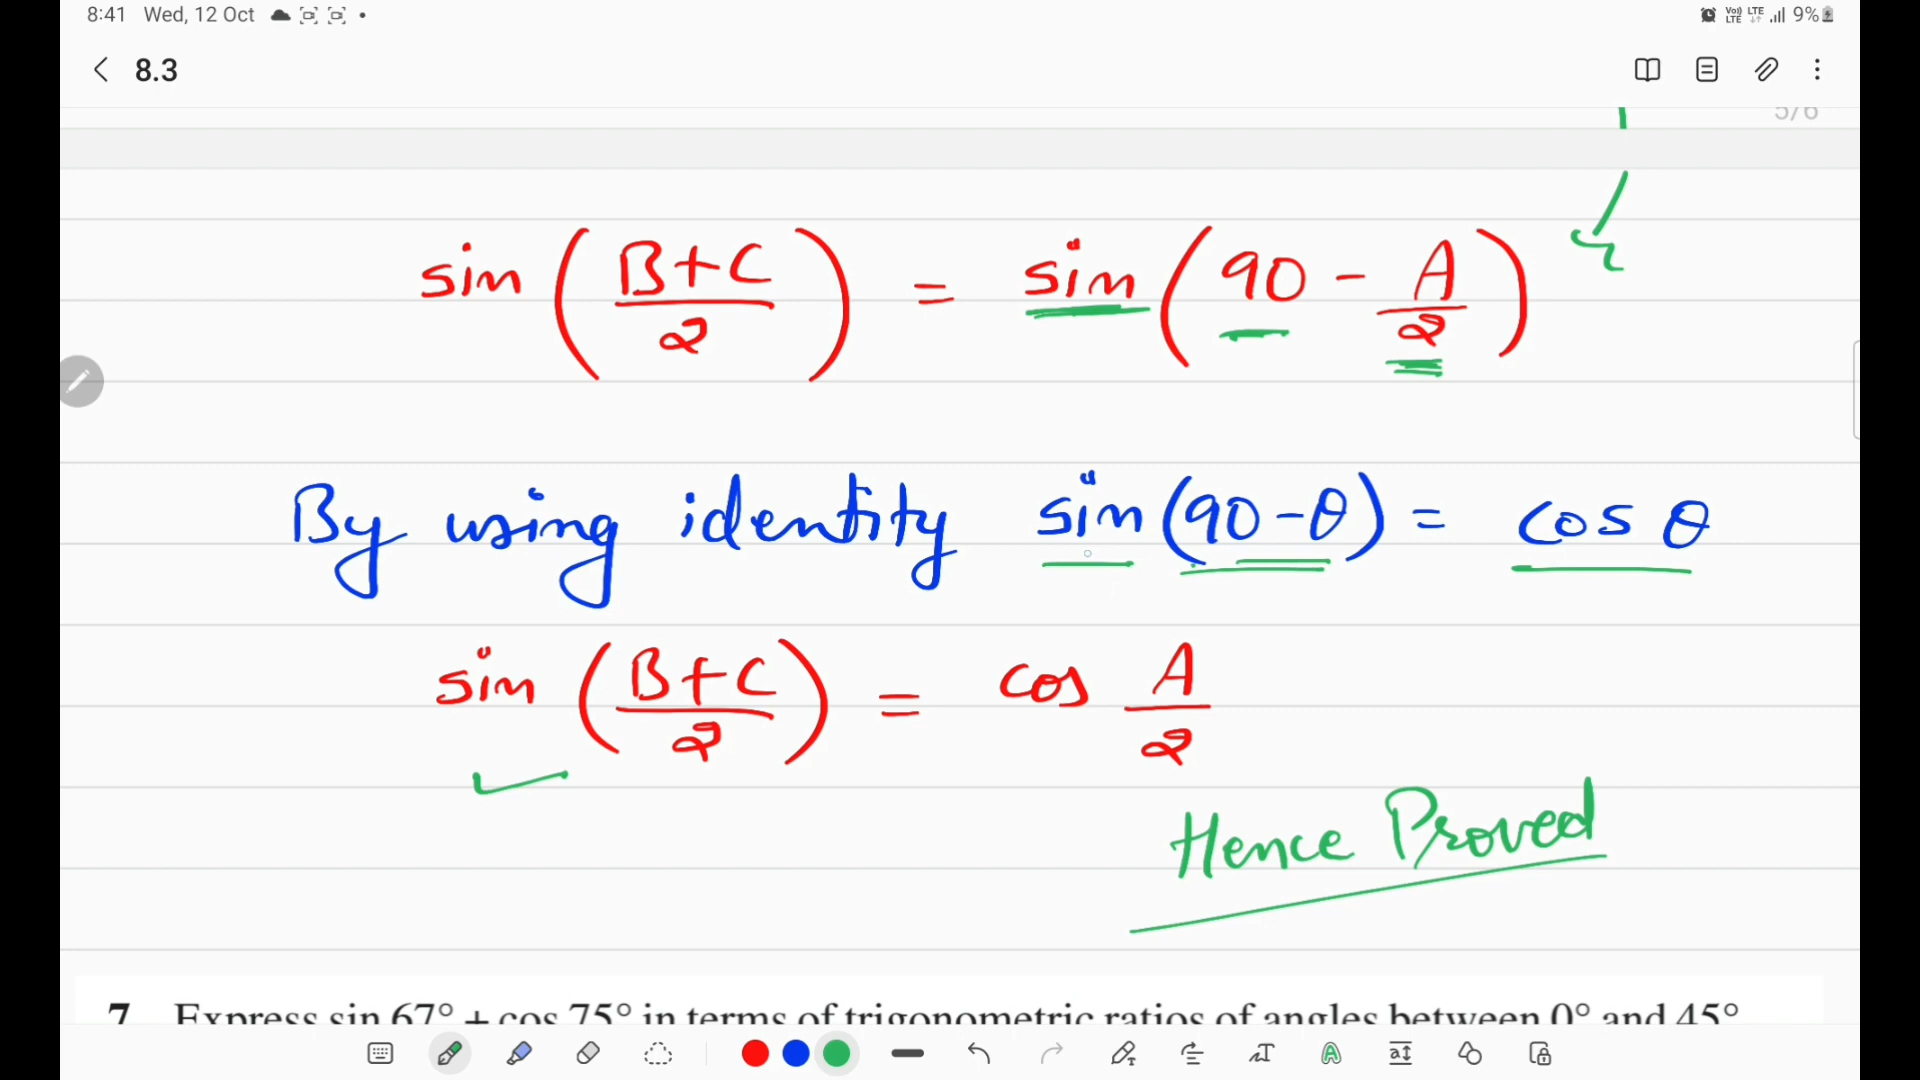 8:41 Wed, 12 Oct 9%
8.3
5/6
sin (B+C/2) = sin (90 - A/2)
By using identity sin(90-θ) = cos θ
sin (B+C/2) = cos A/2
Hence Proved
7 Express sin 67° + cos 75° in terms of trigonometric ratios of angles between 0° and 45°